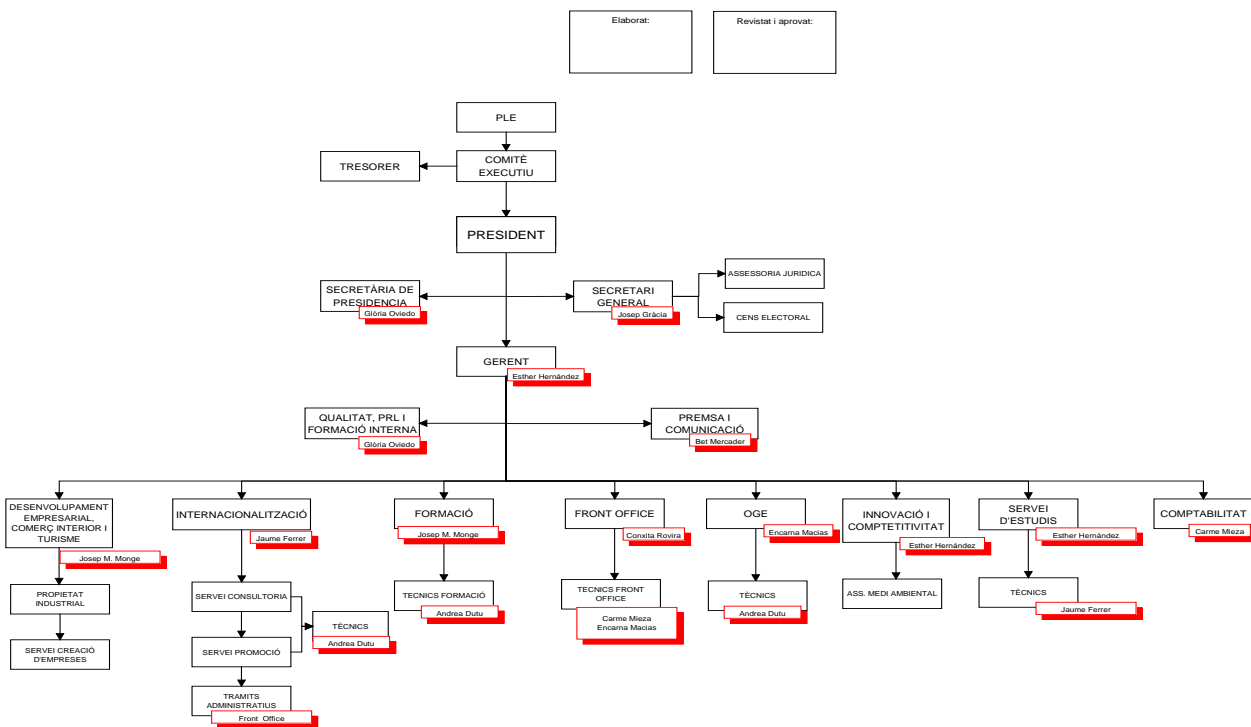 Elaborat:
Revistat i aprovat:
PLE
TRESORER
COMITÈ
EXECUTIU
PRESIDENT
ASSESSORIA JURIDICA
SECRETÀRIA DE
PRESIDENCIA
Glòria Oviedo
SECRETARI
GENERAL
Josep Gràcia
CENS ELECTORAL
GERENT
Esther Hernández
QUALITAT, PRL I
FORMACIÓ INTERNA
Glòria Oviedo
PREMSA I
COMUNICACIÓ
Bet Mercader
DESENVOLUPAMENT
EMPRESARIAL,
COMERÇ INTERIOR I
TURISME
Josep M. Monge
INTERNACIONALITZACIÓ
Jaume Ferrer
FORMACIÓ
Josep M. Monge
FRONT OFFICE
Conxita Rovira
OGE
Encarna Macias
INNOVACIÓ I
COMPTETITIVITAT
Esther Hernández
SERVEI
D'ESTUDIS
Esther Hernández
COMPTABILITAT
Carme Mieza
PROPIETAT
INDUSTRIAL
SERVEI CONSULTORIA
TECNICS FORMACIÓ
Andrea Dutu
TECNICS FRONT
OFFICE
Carme Mieza
Encarna Macias
TÈCNICS
Andrea Dutu
ASS. MEDI AMBIENTAL
TÈCNICS
Jaume Ferrer
TÈCNICS
Andrea Dutu
SERVEI CREACIÓ
D'EMPRESES
SERVEI PROMOCIÓ
TRAMITS
ADMINISTRATIUS
Front Office